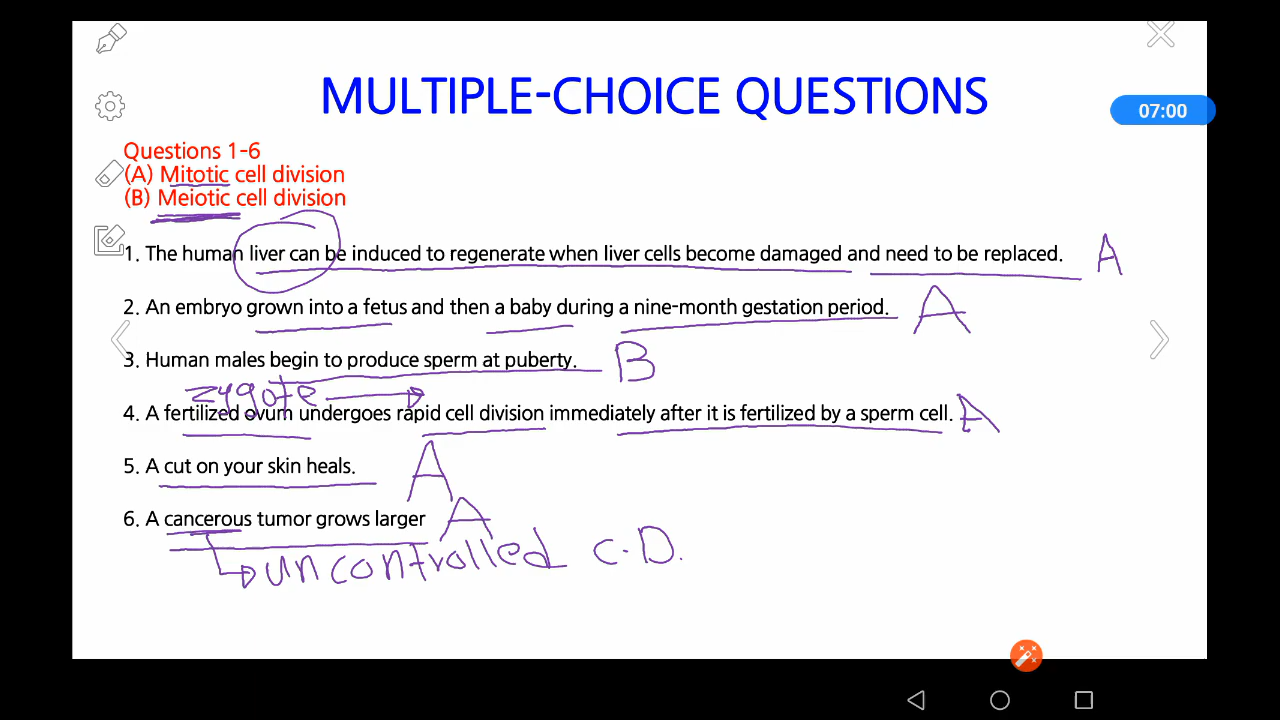 MULTIPLE-CHOICE QUESTIONS
07:00
Questions 1-6
(A) Mitotic cell division
(B) Meiotic cell division
1. The human liver can be induced to regenerate when liver cells become damaged and need to be replaced. A
2. An embryo grown into a fetus and then a baby during a nine-month gestation period. A
3. Human males begin to produce sperm at puberty. B
zygote
4. A fertilized ovum undergoes rapid cell division immediately after it is fertilized by a sperm cell. A
5. A cut on your skin heals. A
6. A cancerous tumor grows larger A
uncontrolled C.D.